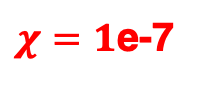 χ = 1e-7